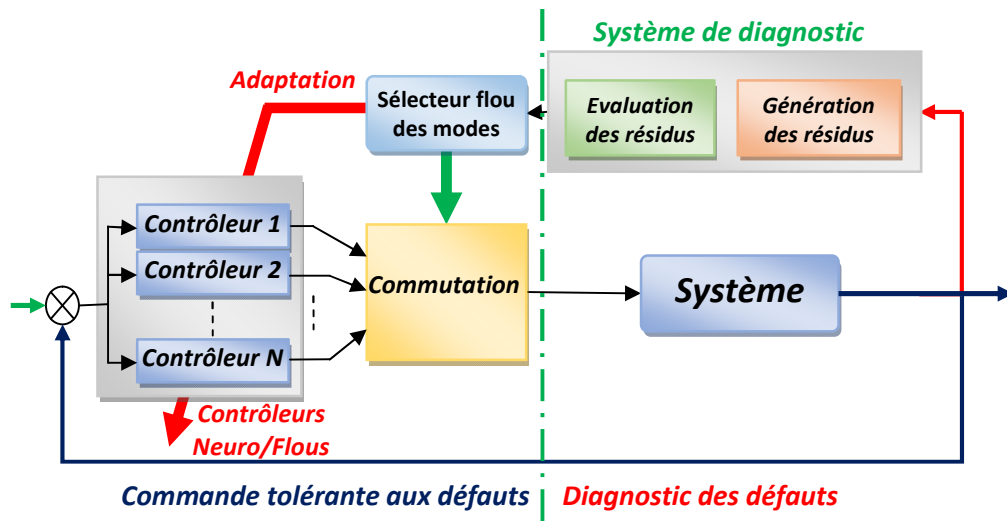 Système de diagnostic
Adaptation
Sélecteur flou
des modes
Evaluation
des résidus
Génération
des résidus
Contrôleur 1
Contrôleur 2
Contrôleur N
Commutation
Système
Contrôleurs
Neuro/Flous
Commande tolérante aux défauts
Diagnostic des défauts